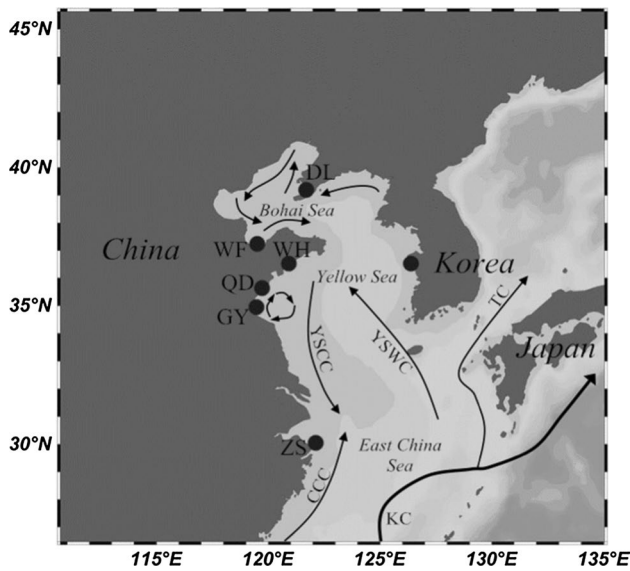 45°N
40°N
DL
Bohai Sea
China
WF
WH
Korea
Yellow Sea
QD
TC
35°N
GY
YSCC
YSWC
Japan
30°N
ZS
East China
Sea
CCC
KC
115°E
120°E
125°E
130°E
135°E